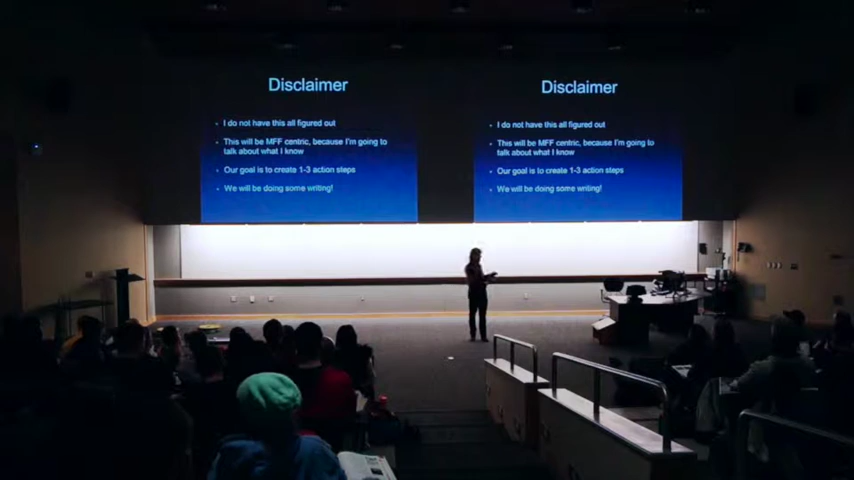 Disclaimer
• I do not have this all figured out
• This will be MFF centric, because I'm going to
talk about what I know
• Our goal is to create 1-3 action steps
• We will be doing some writing!
Disclaimer
• I do not have this all figured out
• This will be MFF centric, because I'm going to
talk about what I know
• Our goal is to create 1-3 action steps
• We will be doing some writing!